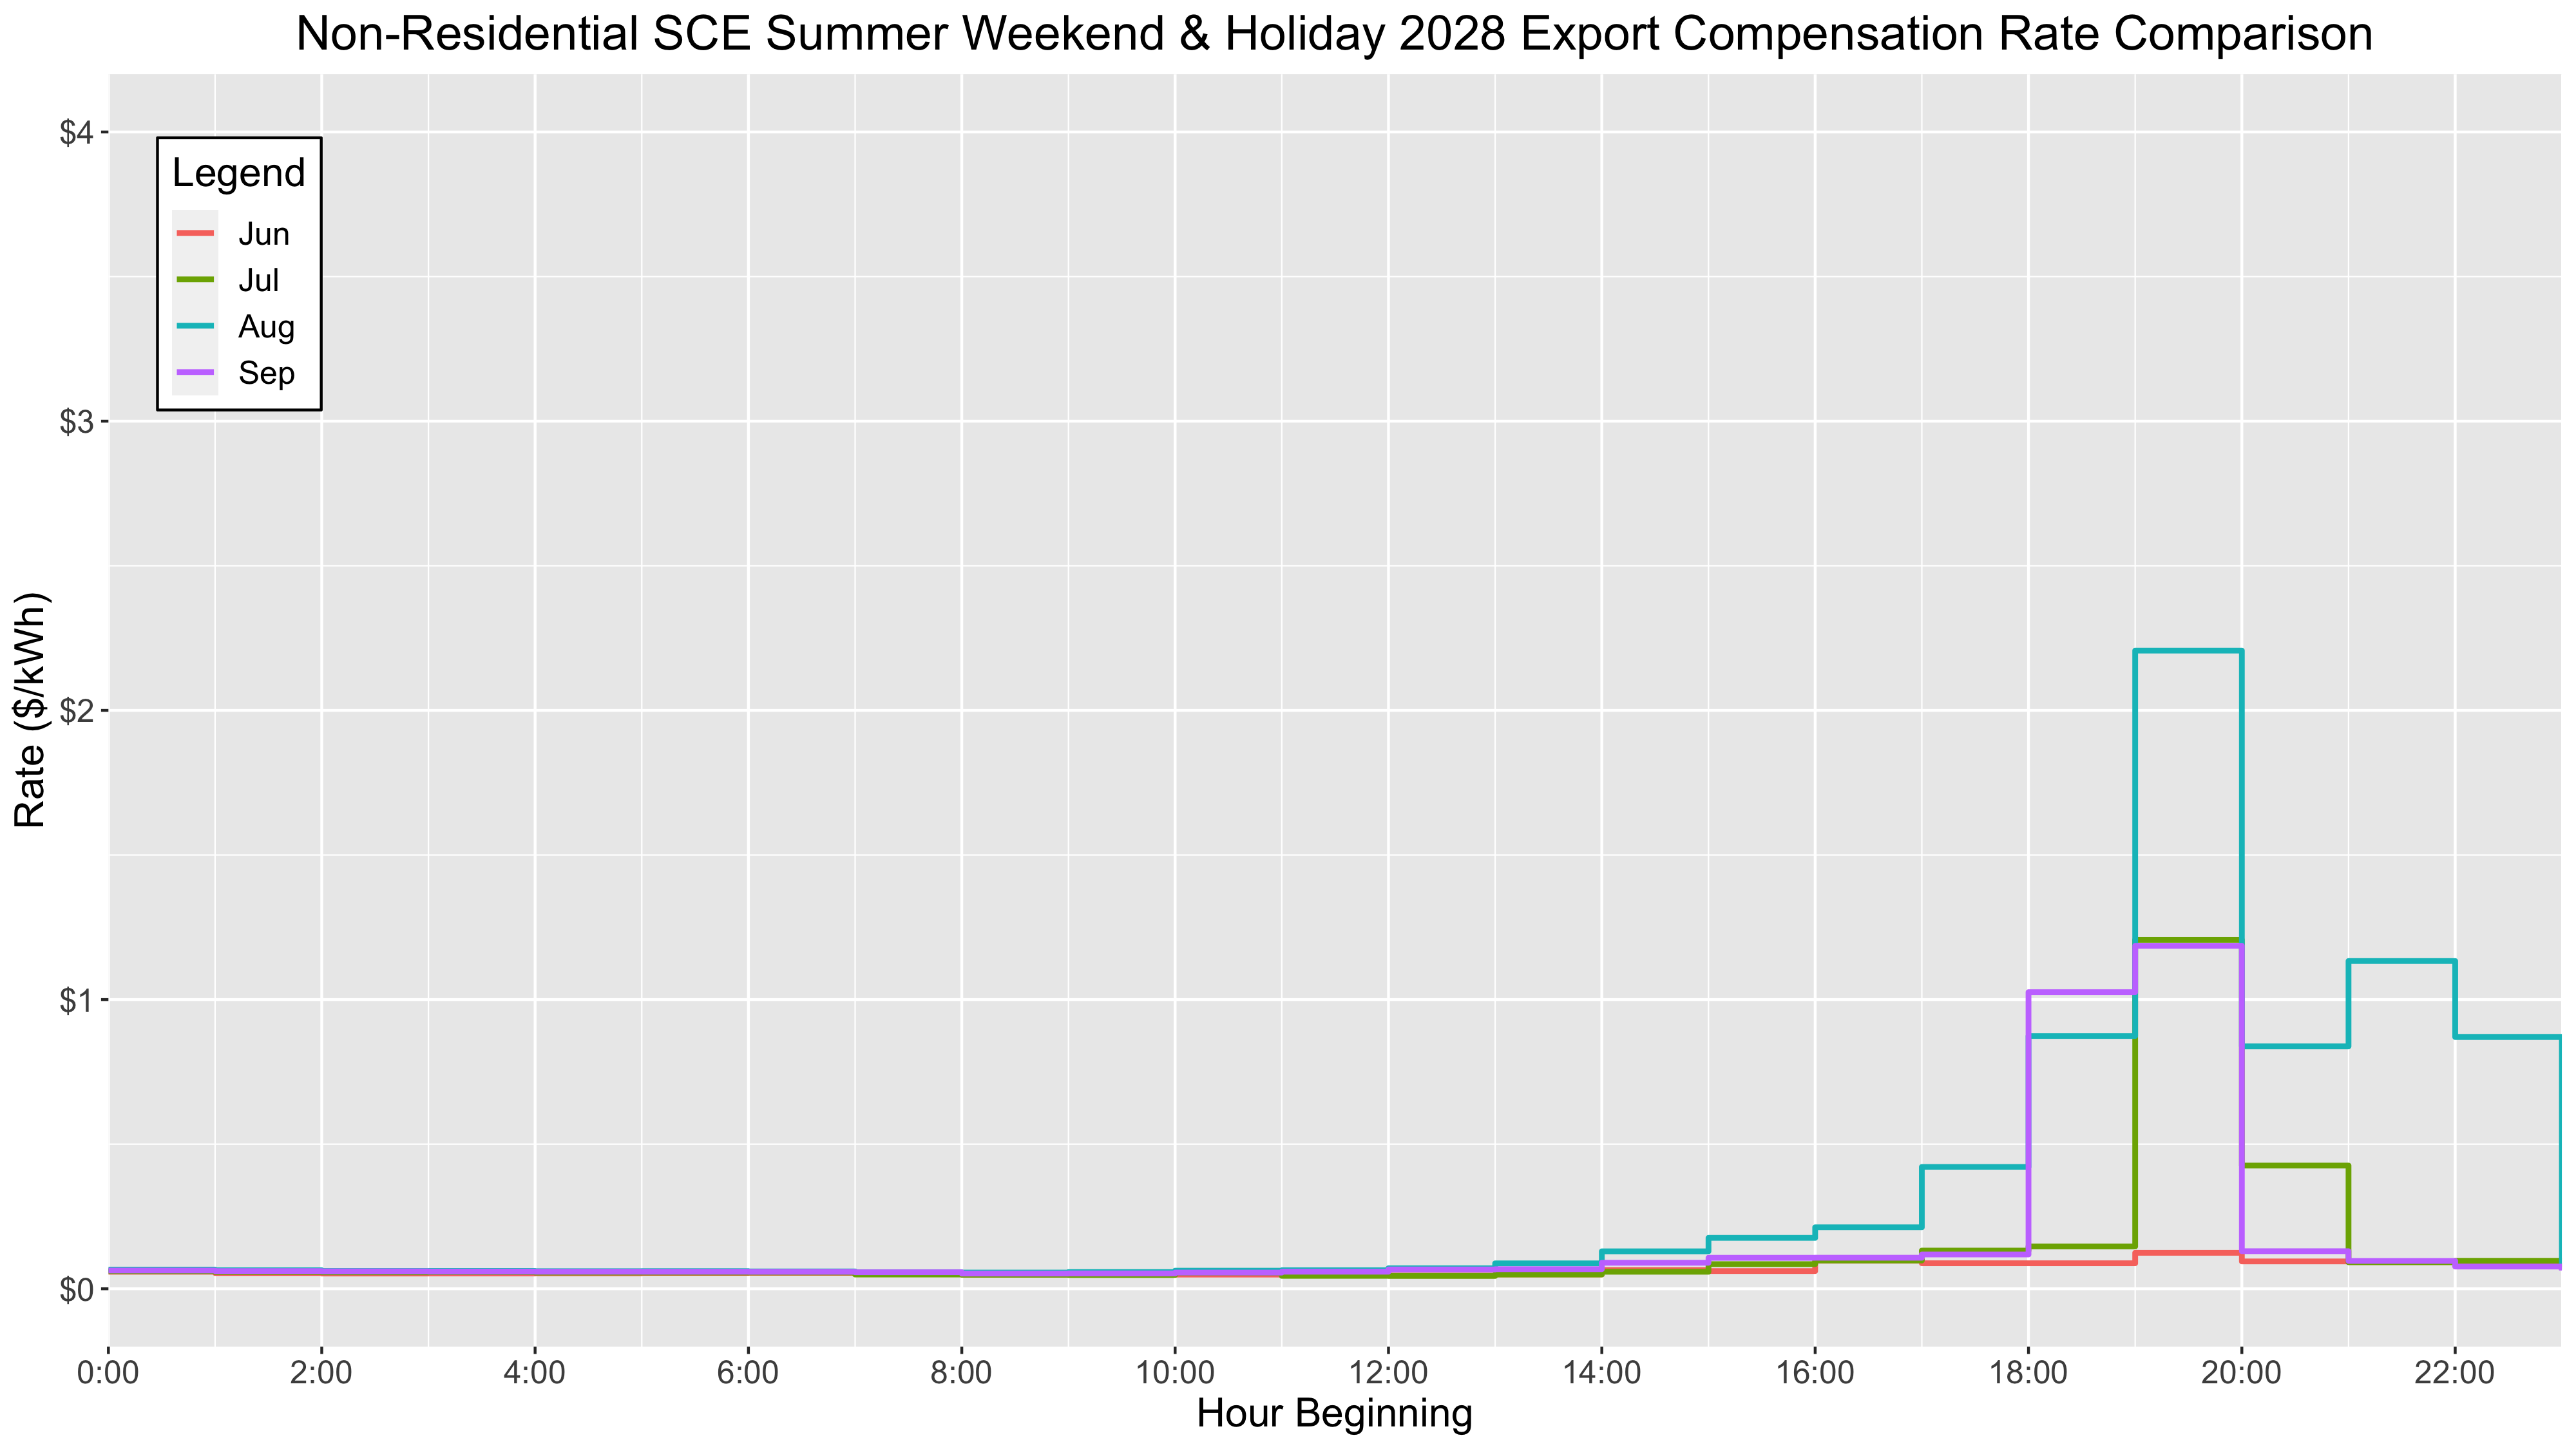 Non-Residential SCE Summer Weekend & Holiday 2028 Export Compensation Rate Comparison
$4
Legend
Jun
Jul
Aug
Sep
$3
Rate ($/kWh)
$2
$1
$0
0:00 2:00 4:00 6:00 8:00 10:00 12:00 14:00 16:00 18:00 20:00 22:00
Hour Beginning